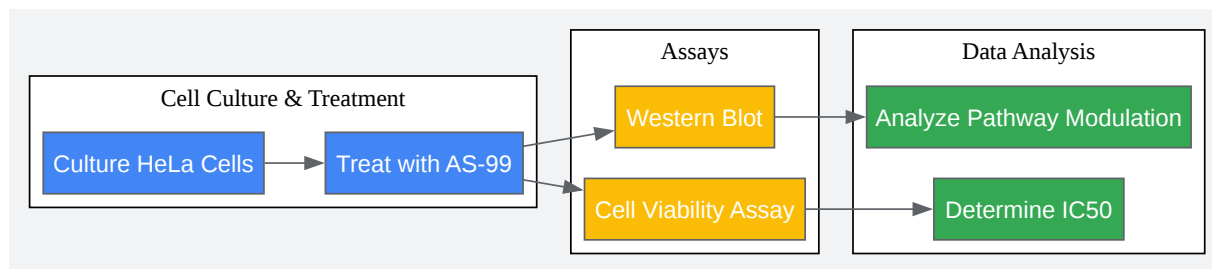 Cell Culture & Treatment
Culture HeLa Cells
Treat with AS-99
Assays
Western Blot
Cell Viability Assay
Data Analysis
Analyze Pathway Modulation
Determine IC50